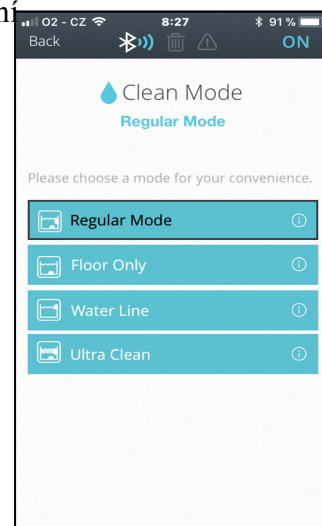 ní
O2 - CZ 8:27 91 %
Back ON
Clean Mode
Regular Mode
Please choose a mode for your convenience.
Regular Mode
Floor Only
Water Line
Ultra Clean